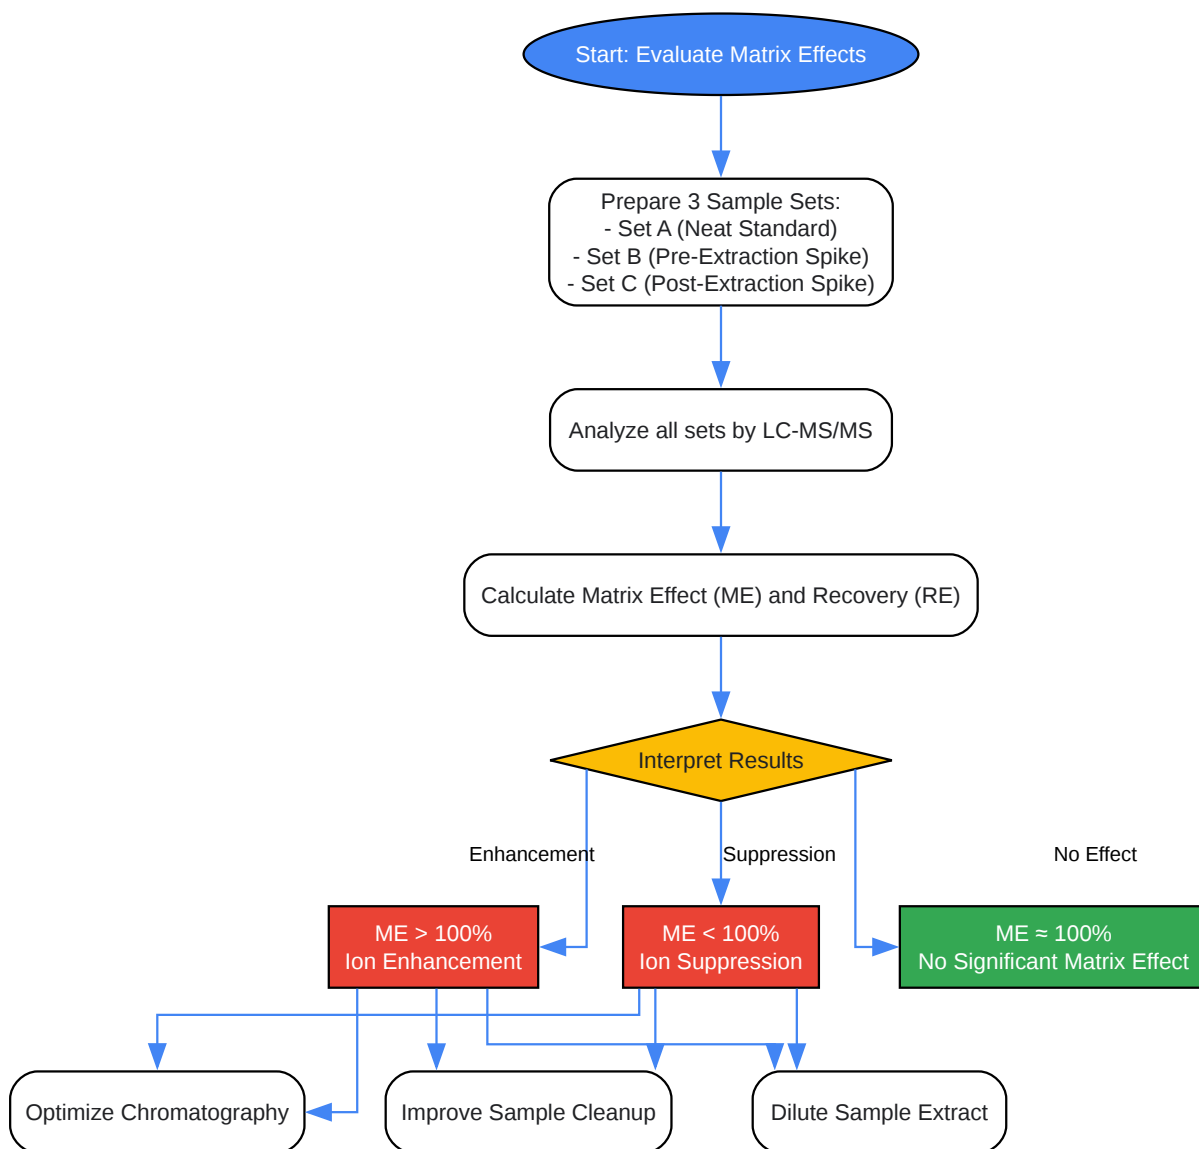 Start: Evaluate Matrix Effects
Prepare 3 Sample Sets:
- Set A (Neat Standard)
- Set B (Pre-Extraction Spike)
- Set C (Post-Extraction Spike)
Analyze all sets by LC-MS/MS
Calculate Matrix Effect (ME) and Recovery (RE)
Interpret Results
Enhancement
Suppression
No Effect
ME > 100%
Ion Enhancement
ME < 100%
Ion Suppression
ME ≈ 100%
No Significant Matrix Effect
Optimize Chromatography
Improve Sample Cleanup
Dilute Sample Extract